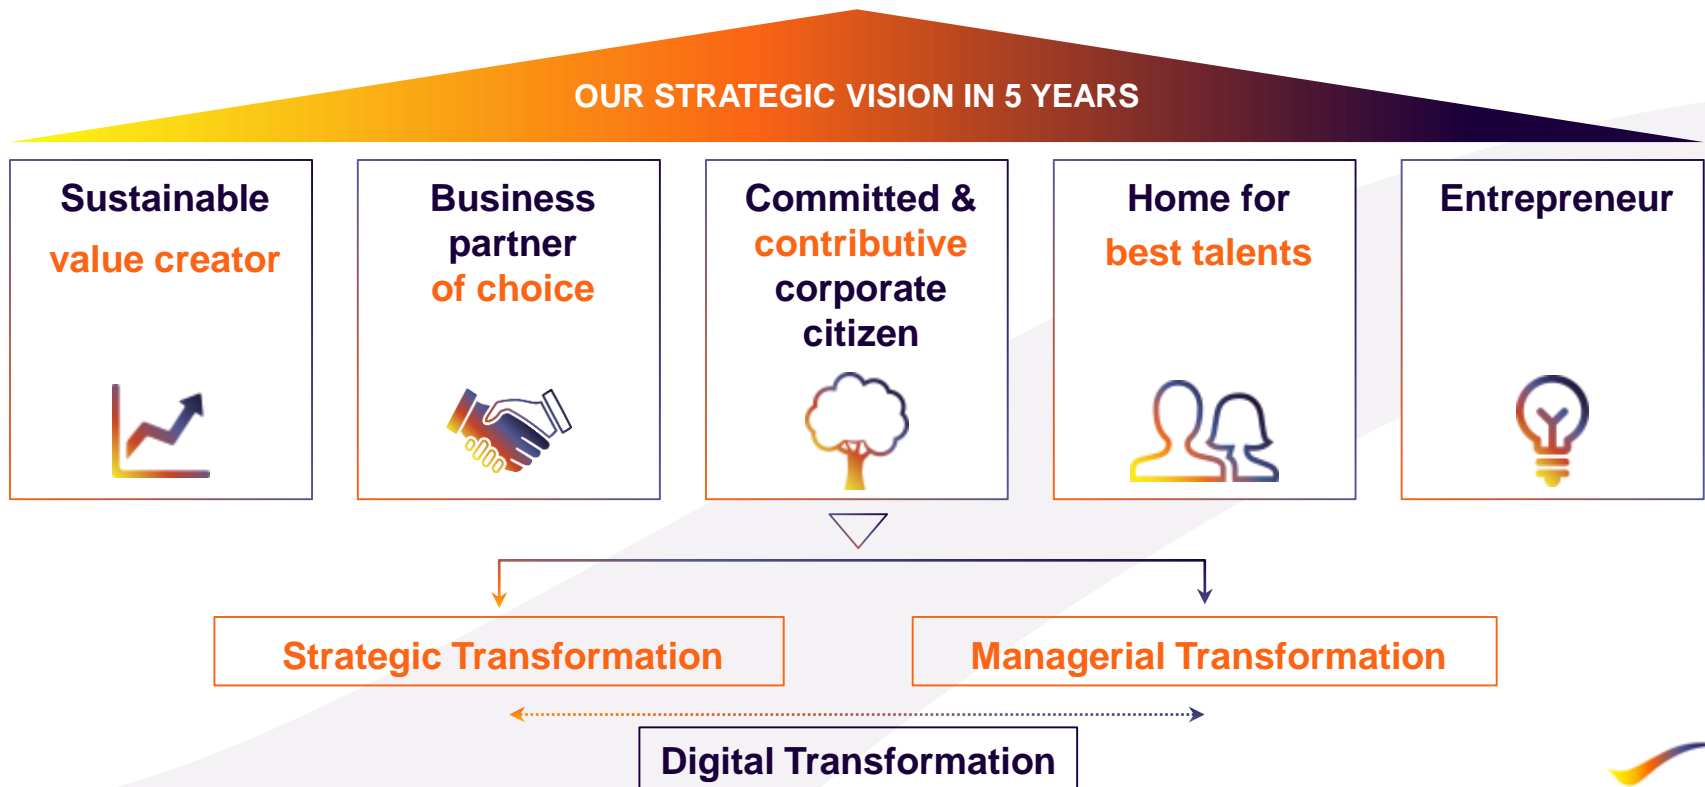 OUR STRATEGIC VISION IN 5 YEARS
Sustainable
value creator
Business
partner
of choice
Committed &
contributive
corporate
citizen
Home for
best talents
Entrepreneur
Strategic Transformation
Managerial Transformation
Digital Transformation